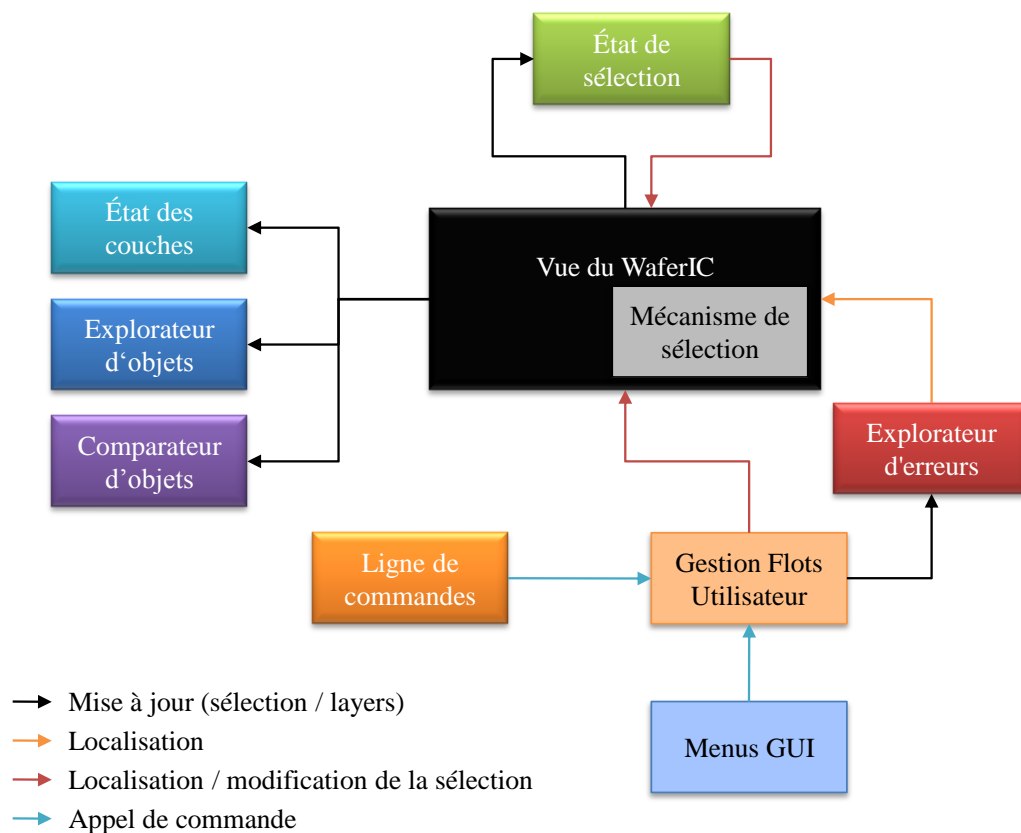 État de
sélection
État des
couches
Vue du WaferIC
Mécanisme de
sélection
Explorateur
d‘objets
Comparateur
d’objets
Explorateur
d'erreurs
Ligne de
commandes
Gestion Flots
Utilisateur
Menus GUI
Mise à jour (sélection / layers)
Localisation
Localisation / modification de la sélection
Appel de commande